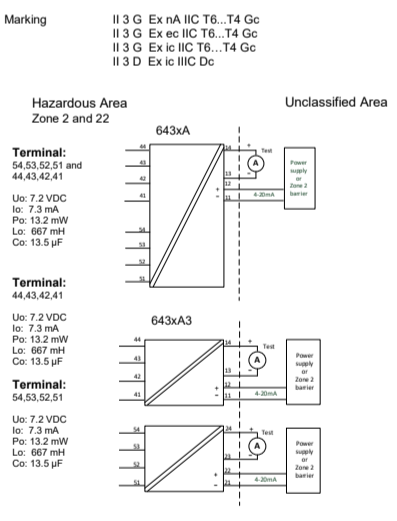 Marking
II 3 G Ex nA IIC T6...T4 Gc
II 3 G Ex ec IIC T6...T4 Gc
II 3 G Ex ic IIC T6...T4 Gc
II 3 D Ex ic IIIC Dc
Hazardous Area
Zone 2 and 22
Unclassified Area
643xA
Terminal:
54,53,52,51 and
44,43,42,41
Uo: 7.2 VDC
Io: 7.3 mA
Po: 13.2 mW
Lo: 667 mH
Co: 13.5 µF
44
43
42
41
54
53
52
51
14
+
Test
A
13
-
12
+
-
11
4-20mA
Power
supply
or
Zone 2
barrier
643xA3
Terminal:
44,43,42,41
Uo: 7.2 VDC
Io: 7.3 mA
Po: 13.2 mW
Lo: 667 mH
Co: 13.5 µF
44
43
42
41
14
+
Test
A
13
-
12
+
-
11
4-20mA
Power
supply
or
Zone 2
barrier
Terminal:
54,53,52,51
Uo: 7.2 VDC
Io: 7.3 mA
Po: 13.2 mW
Lo: 667 mH
Co: 13.5 µF
54
53
52
51
24
+
Test
A
23
-
22
+
-
21
4-20mA
Power
supply
or
Zone 2
barrier